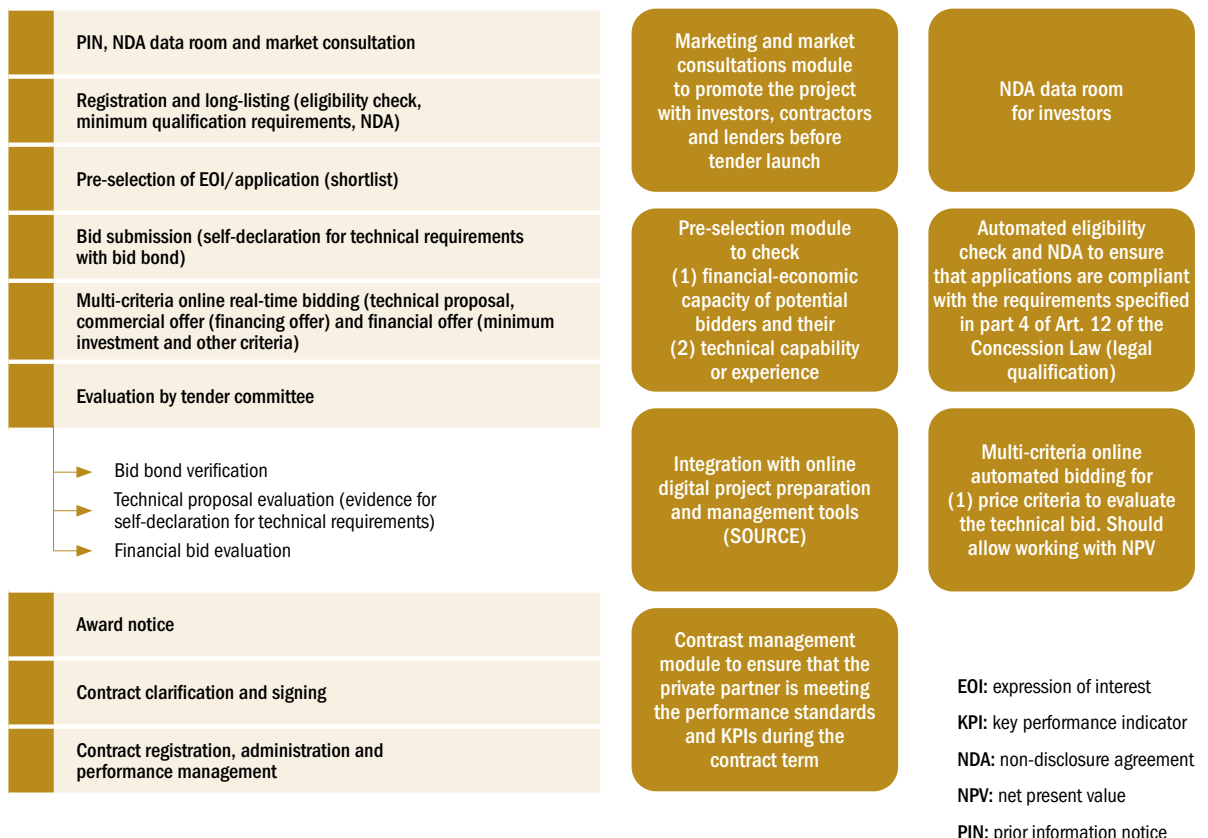 PIN, NDA data room and market consultation
Registration and long-listing (eligibility check,
minimum qualification requirements, NDA)
Pre-selection of EOI/application (shortlist)
Bid submission (self-declaration for technical requirements
with bid bond)
Multi-criteria online real-time bidding (technical proposal,
commercial offer (financing offer) and financial offer (minimum
investment and other criteria)
Evaluation by tender committee
Bid bond verification
Technical proposal evaluation (evidence for
self-declaration for technical requirements)
Financial bid evaluation
Award notice
Contract clarification and signing
Contract registration, administration and
performance management
Marketing and market
consultations module
to promote the project
with investors, contractors
and lenders before
tender launch
NDA data room
for investors
Pre-selection module
to check
(1) financial-economic
capacity of potential
bidders and their
(2) technical capability
or experience
Automated eligibility
check and NDA to ensure
that applications are compliant
with the requirements specified
in part 4 of Art. 12 of the
Concession Law (legal
qualification)
Integration with online
digital project preparation
and management tools
(SOURCE)
Multi-criteria online
automated bidding for
(1) price criteria to evaluate
the technical bid. Should
allow working with NPV
Contrast management
module to ensure that the
private partner is meeting
the performance standards
and KPIs during the
contract term
EOI: expression of interest
KPI: key performance indicator
NDA: non-disclosure agreement
NPV: net present value
PIN: prior information notice